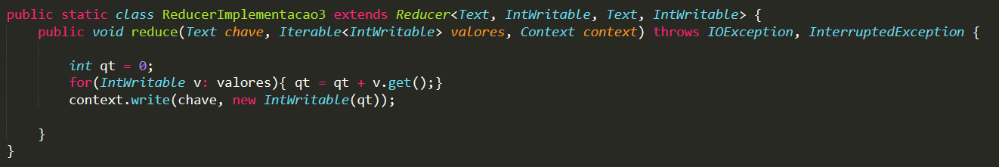 public static class ReducerImplementacao3 extends Reducer<Text, IntWritable, Text, IntWritable> {
public void reduce(Text chave, Iterable<IntWritable> valores, Context context) throws IOException, InterruptedException {
int qt = 0;
for(IntWritable v: valores){ qt = qt + v.get();}
context.write(chave, new IntWritable(qt));
}
}